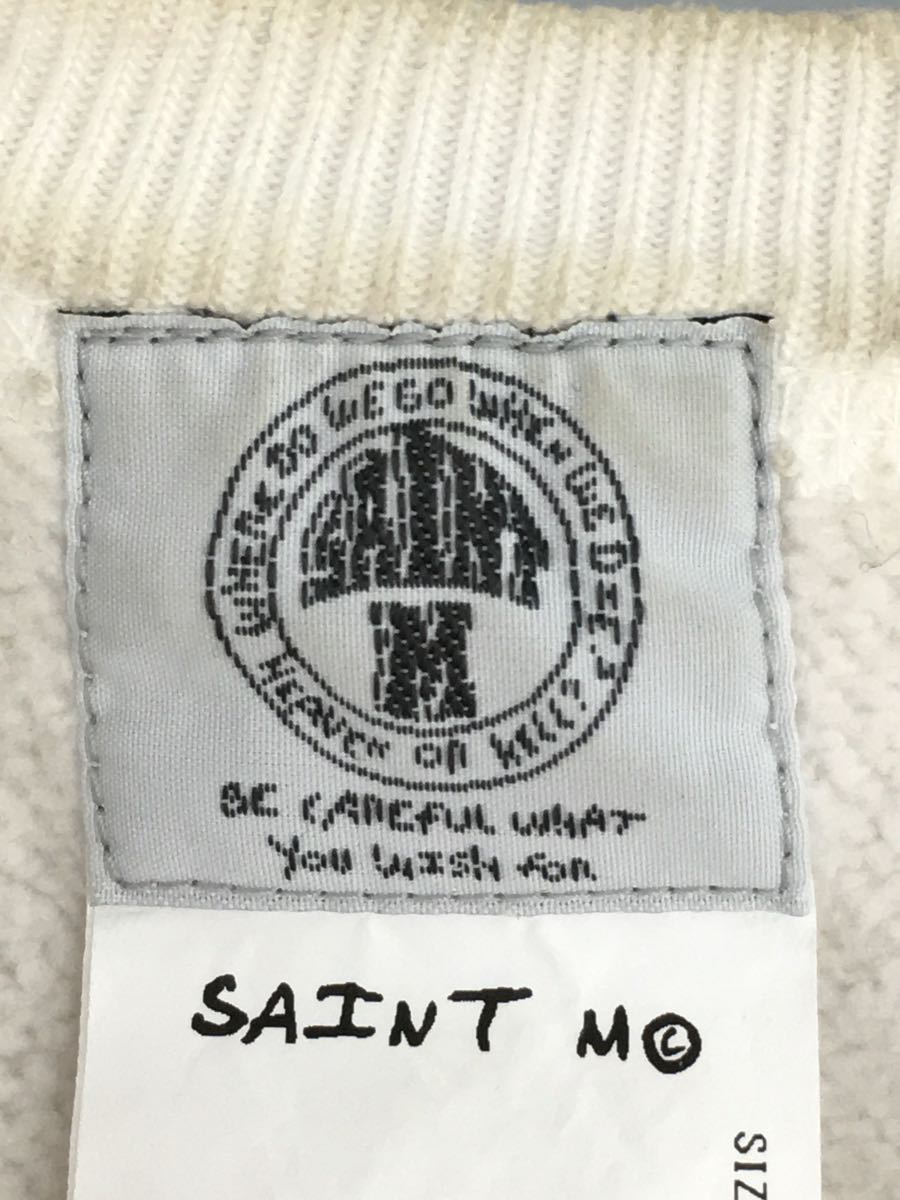 WHERE DO WE GO WHEN WE DIE?
HEAVEN OR HELL?
SAINT
M
BE CAREFUL WHAT
YOU WISH FOR.
SAINT M©
SIZ